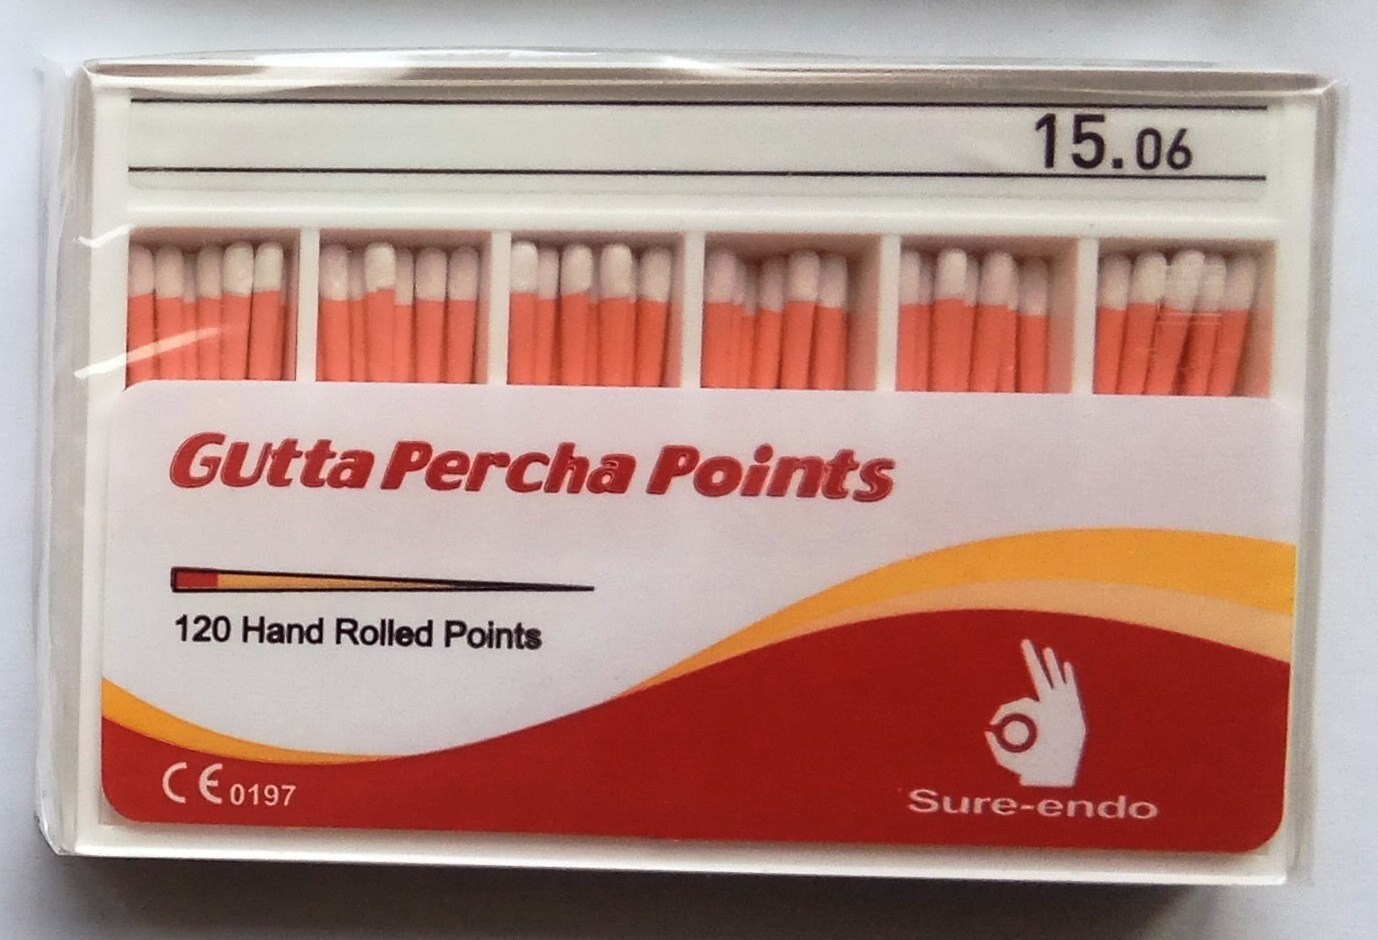 15.06
Gutta Percha Points
120 Hand Rolled Points
CE 0197
Sure-endo